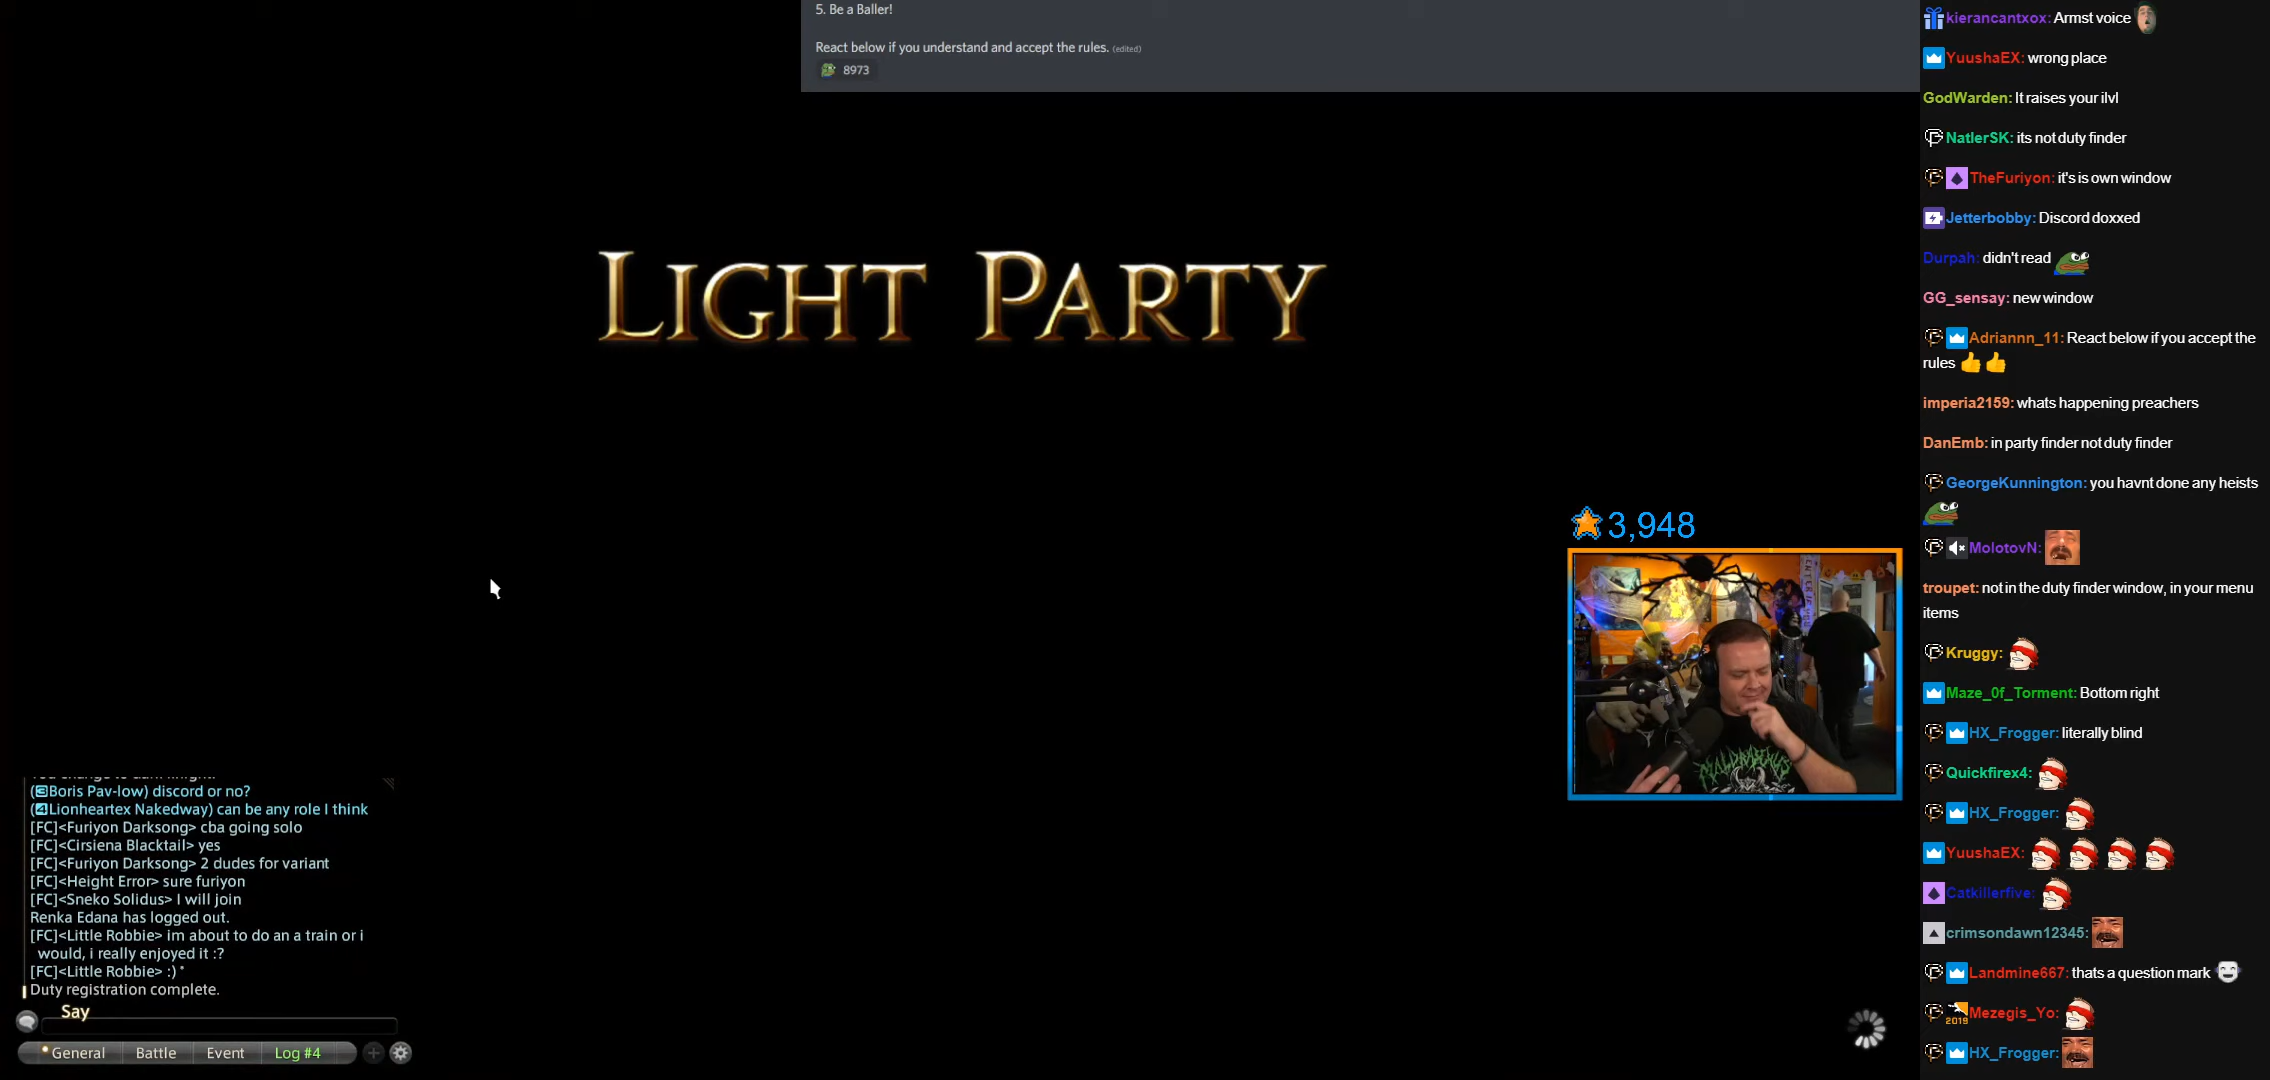 5. Be a Baller!
React below if you understand and accept the rules. (edited)
8973
LIGHT PARTY
3,948
(3Boris Pav-low) discord or no?
(4Lionheartex Nakedway) can be any role I think
[FC]<Furiyon Darksong> cba going solo
[FC]<Cirsiena Blacktail> yes
[FC]<Furiyon Darksong> 2 dudes for variant
[FC]<Height Error> sure furiyon
[FC]<Sneko Solidus> I will join
Renka Edana has logged out.
[FC]<Little Robbie> im about to do an a train or i
would, i really enjoyed it :?
[FC]<Little Robbie> :) "
Duty registration complete.
Say
General Battle Event Log #4
kierancantxox: Armst voice
YuushaEX: wrong place
GodWarden: It raises your ilvl
NatlerSK: its not duty finder
TheFuriyon: it's is own window
Jetterbobby: Discord doxxed
Durpah: didn't read
GG_sensay: new window
Adriannn_11: React below if you accept the
rules
imperia2159: whats happening preachers
DanEmb: in party finder not duty finder
GeorgeKunnington: you havnt done any heists
MolotovN:
troupet: not in the duty finder window, in your menu
items
Kruggy:
Maze_0f_Torment: Bottom right
HX_Frogger: literally blind
Quickfirex4:
HX_Frogger:
YuushaEX:
Catkillerfive:
crimsondawn12345:
Landmine667: thats a question mark
2019 Mezegis_Yo:
HX_Frogger: